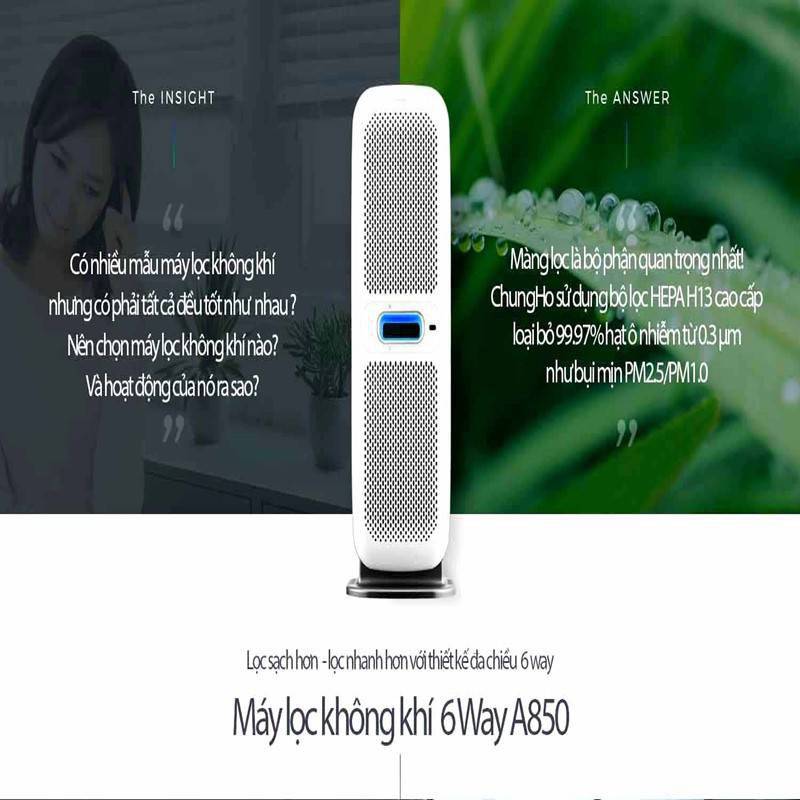 The INSIGHT
“
Có nhiều mẫu máy lọc không khí
nhưng có phải tất cả đều tốt như nhau ?
Nên chọn máy lọc không khí nào?
Và hoạt động của nó ra sao?
”
The ANSWER
“
Màng lọc là bộ phận quan trọng nhất!
ChungHo sử dụng bộ lọc HEPA H13 cao cấp
loại bỏ 99.97% hạt ô nhiễm từ 0.3 µm
như bụi mịn PM2.5/PM1.0
”
Lọc sạch hơn - lọc nhanh hơn với thiết kế đa chiều 6 way
Máy lọc không khí 6 Way A850